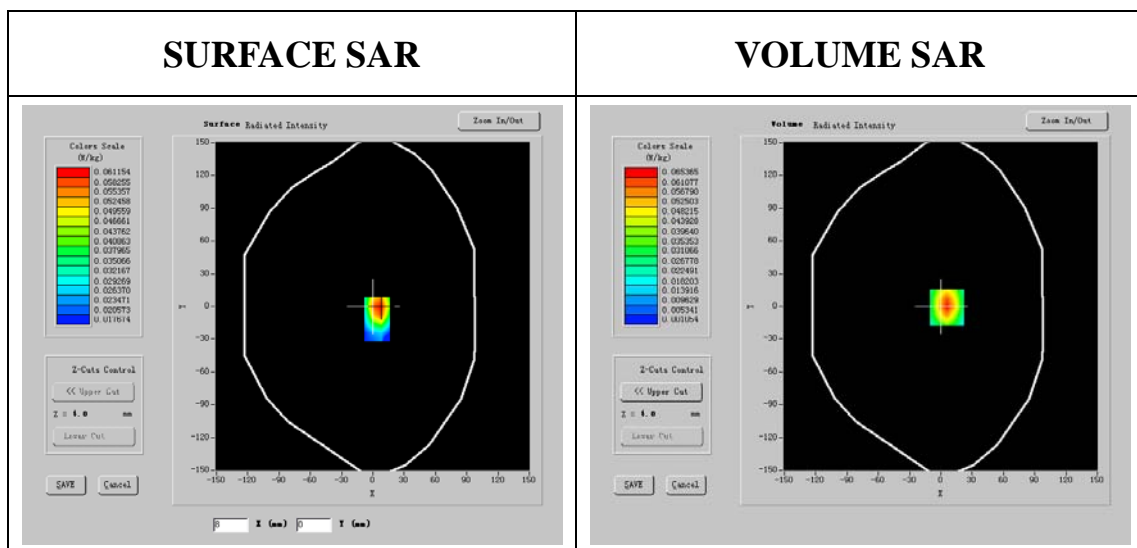 SURFACE SAR
VOLUME SAR
Surface Radiated Intensity
Zoom In/Out
Colors Scale
(W/kg)
0.061154
0.058255
0.055357
0.052458
0.049559
0.046661
0.043762
0.040863
0.037965
0.035066
0.032167
0.029269
0.026370
0.023471
0.020573
0.017674
150
90
60
30
0
-30
-60
-90
-120
-150
-150 -120 -90 -60 -30 0 30 60 90 120 150
X
Y
Z-Cuts Control
<< Upper Cut
Z = 4.0 mm
Lower Cut
SAVE Cancel
8 X (mm) 0 Y (mm)
Volume Radiated Intensity
Zoom In/Out
Colors Scale
(W/kg)
0.065365
0.061077
0.056790
0.052503
0.048215
0.043928
0.039640
0.035353
0.031066
0.026778
0.022491
0.018203
0.013916
0.009629
0.005341
0.001054
150
120
90
60
30
0
-30
-60
-90
-120
-150
-150 -120 -90 -60 -30 0 30 60 90 120 150
X
Y
Z-Cuts Control
<< Upper Cut
Z = 4.0 mm
Lower Cut
SAVE Cancel